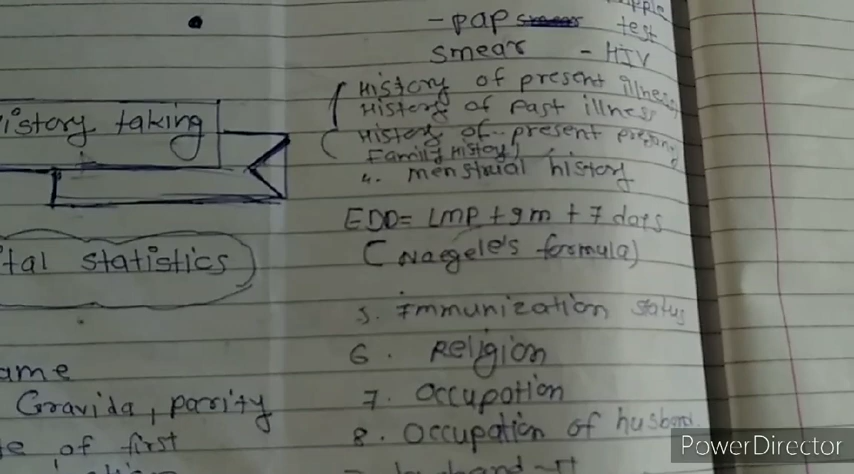 - pap smear test
smear - HIV
History of present illness
History of Past illness
History of present
Family History)
4. menstrual history
EDD= LMP + 9m + 7 days
(Naegele's formula)
5. Immunization status
6. Religion
7. Occupation
8. Occupation of husband
istory taking
tal statistics
ame
Gravida, parity
of first
PowerDirector